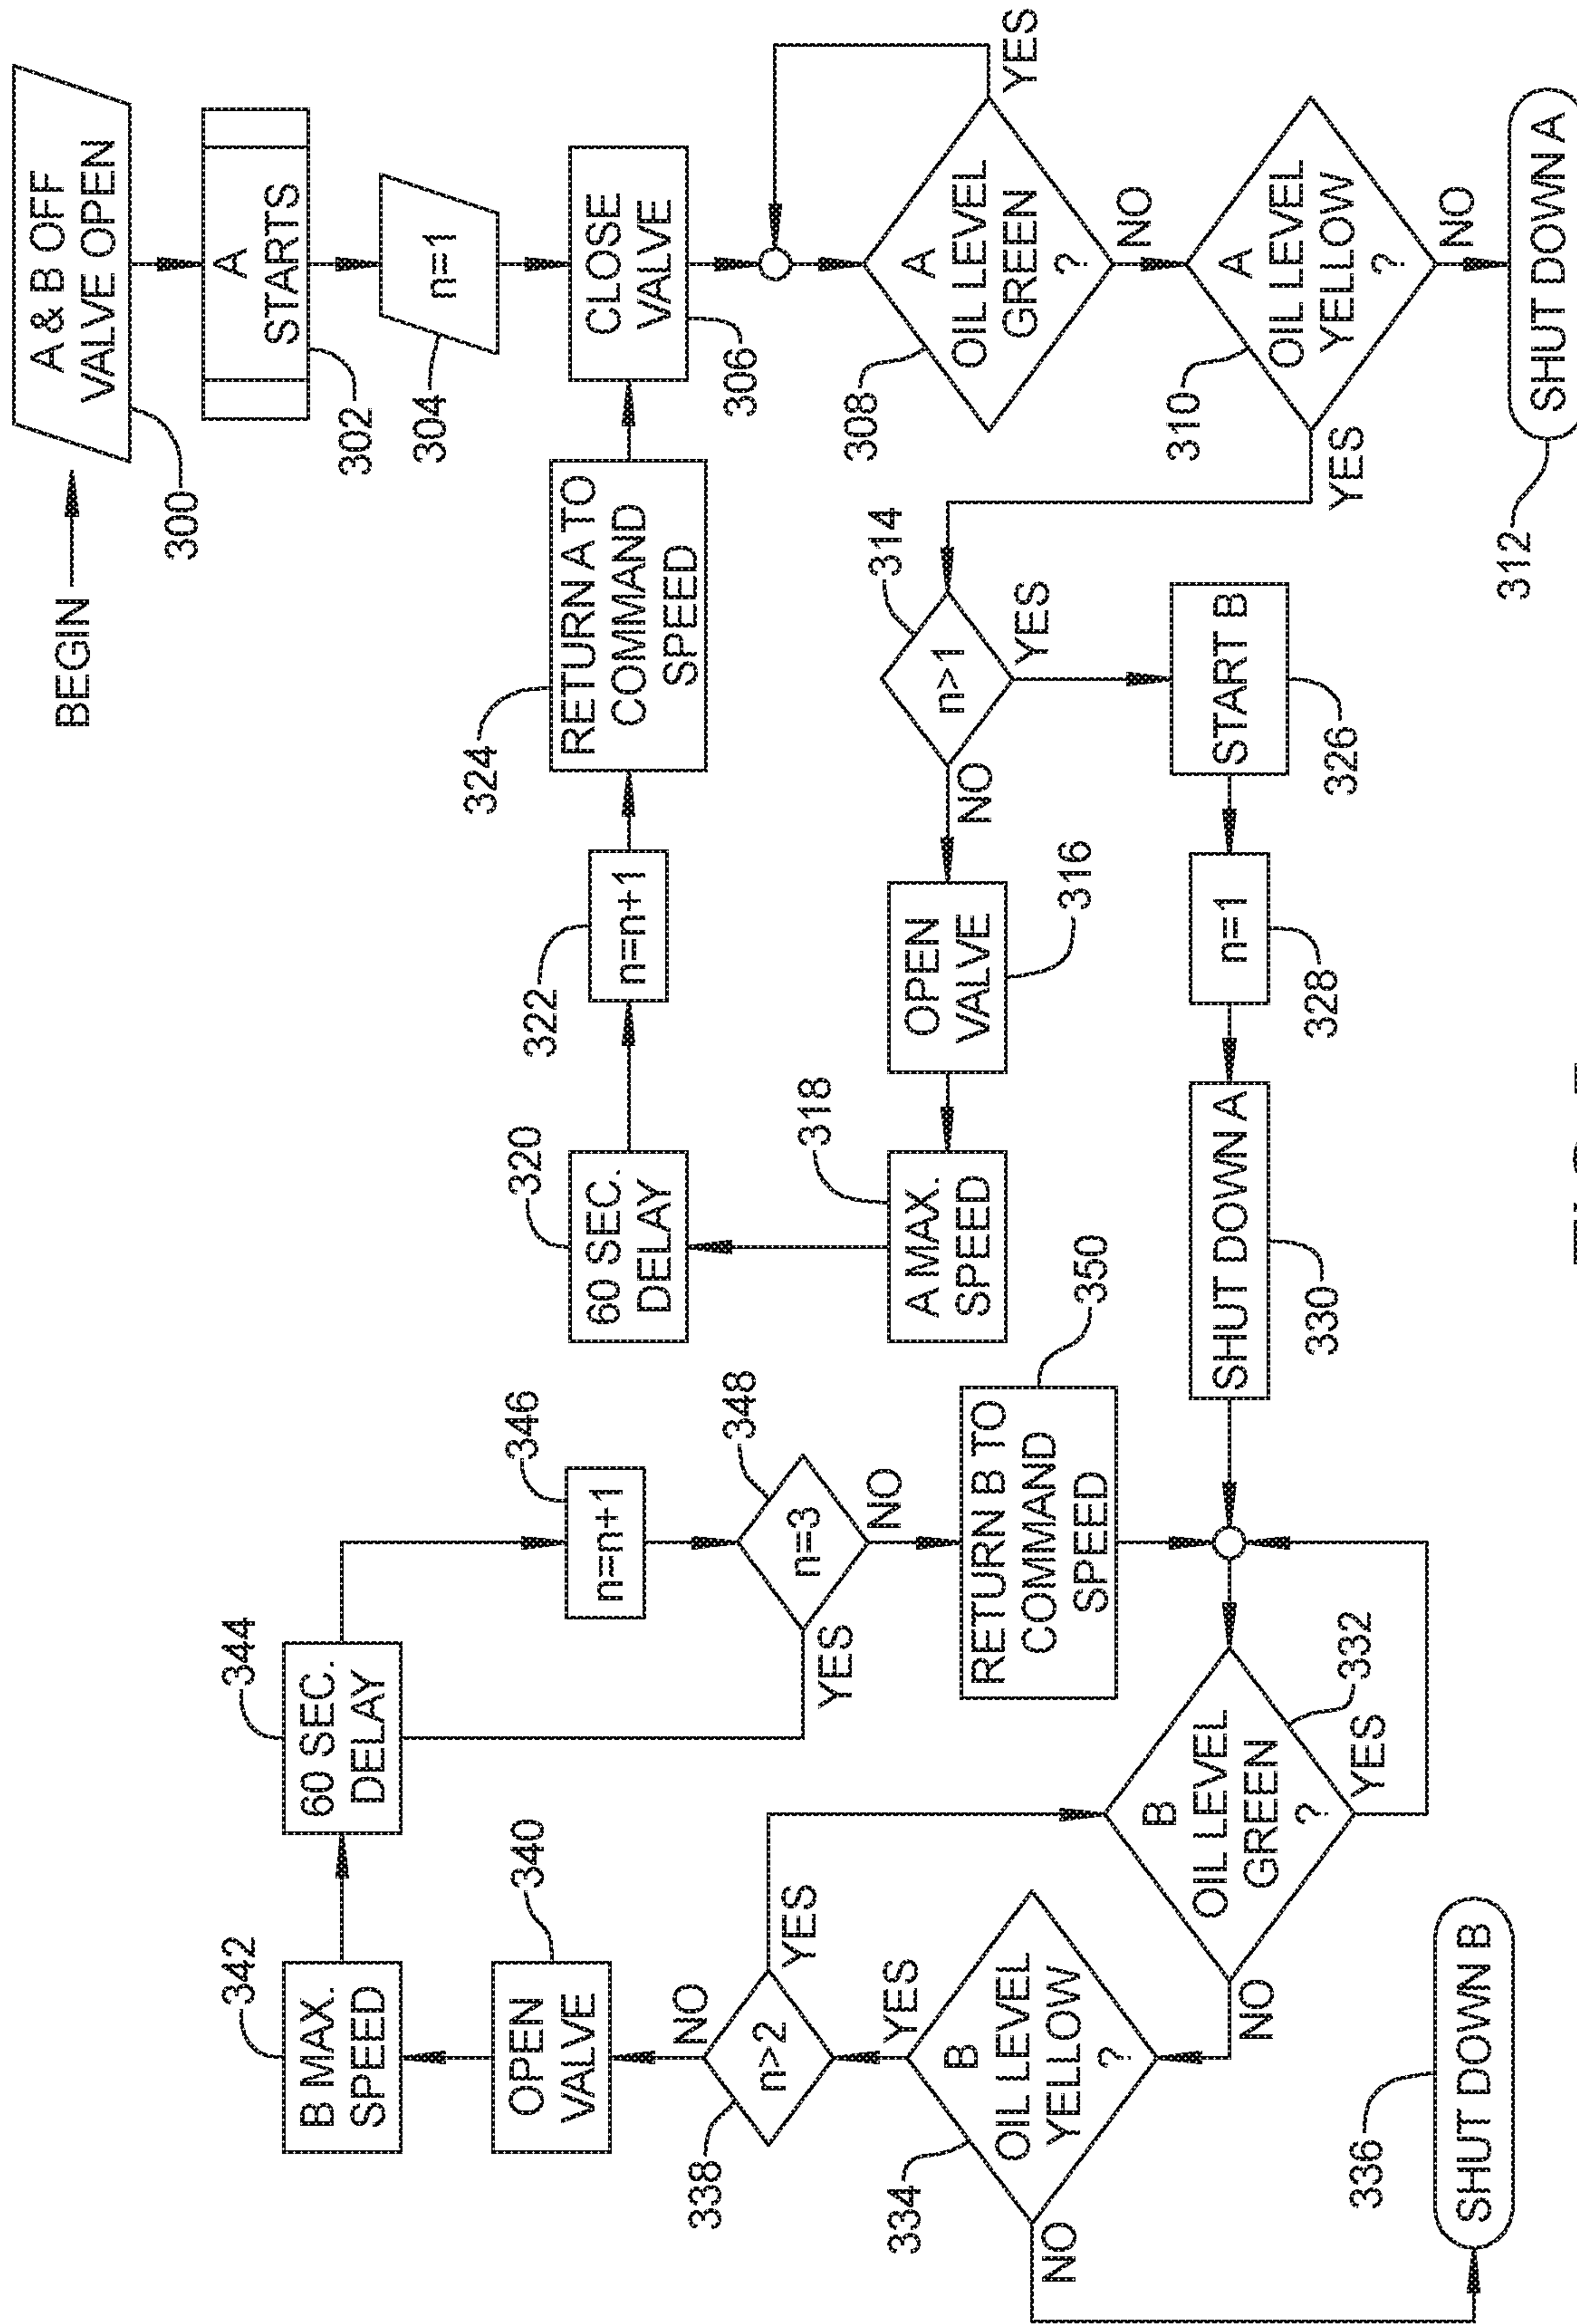 BEGIN
A & B OFF
VALVE OPEN
300
A
STARTS
302
n=1
304
CLOSE
VALVE
306
A
OIL LEVEL
GREEN
?
308
YES
NO
A
OIL LEVEL
YELLOW
?
310
YES
NO
SHUT DOWN A
312
n>1
314
NO
YES
OPEN
VALVE
316
A MAX.
SPEED
318
60 SEC.
DELAY
320
n=n+1
322
RETURN A TO
COMMAND
SPEED
324
START B
326
n=1
328
SHUT DOWN A
330
B
OIL LEVEL
GREEN
?
332
YES
NO
B
OIL LEVEL
YELLOW
?
334
YES
NO
SHUT DOWN B
336
n>2
338
YES
NO
OPEN
VALVE
340
B MAX.
SPEED
342
60 SEC.
DELAY
344
n=n+1
346
n=3
348
YES
NO
RETURN B TO
COMMAND
SPEED
350